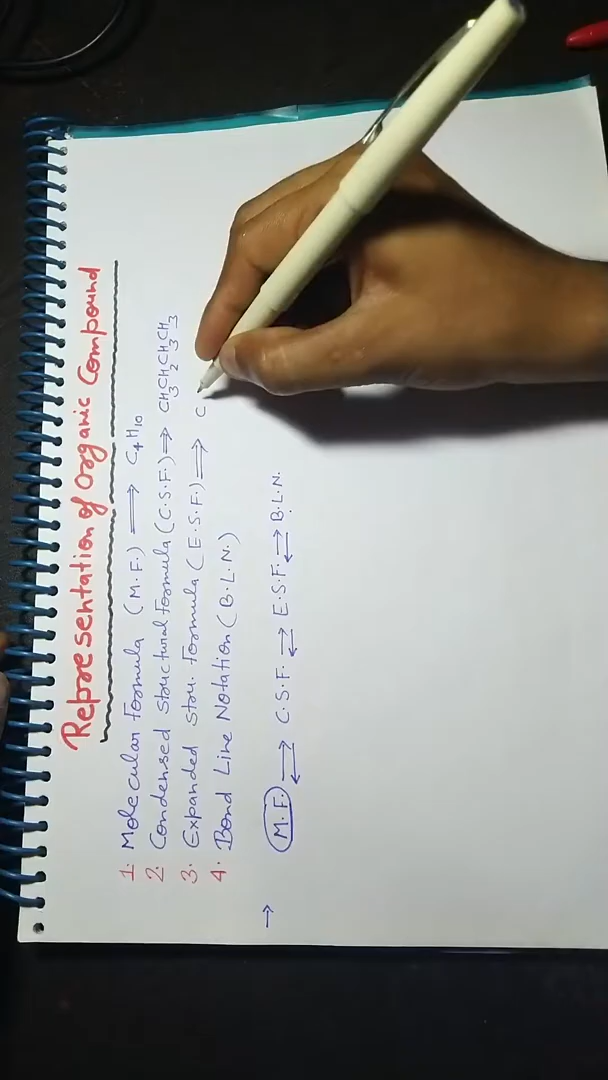 Representation of Organic Compound
1. Molecular Formula (M.F.) ⟹ C₄H₁₀
2. Condensed structural Formula (C.S.F.) ⟹ CH₃CH₂CH₃CH₃
3. Expanded stru. Formula (E.S.F.) ⟹ C
4. Bond Line Notation (B.L.N.)
→ M.F. ⇌ C.S.F. ⇌ E.S.F. ⇌ B.L.N.